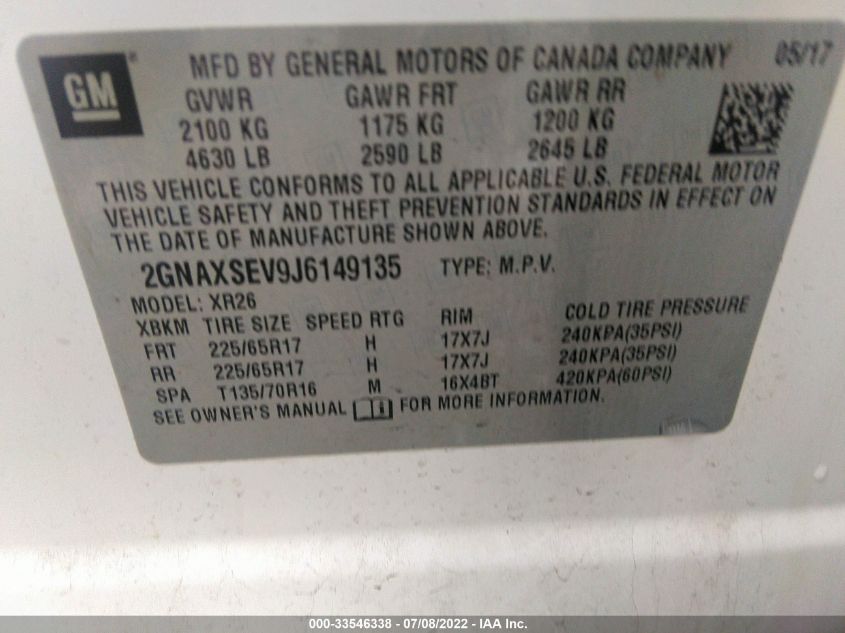 GM
MFD BY GENERAL MOTORS OF CANADA COMPANY 05/17
GVWR GAWR FRT GAWR RR
2100 KG 1175 KG 1200 KG
4630 LB 2590 LB 2645 LB
THIS VEHICLE CONFORMS TO ALL APPLICABLE U.S. FEDERAL MOTOR
VEHICLE SAFETY AND THEFT PREVENTION STANDARDS IN EFFECT ON
THE DATE OF MANUFACTURE SHOWN ABOVE.
2GNAXSEV9J6149135 TYPE: M.P.V.
MODEL: XR26
XBKM TIRE SIZE SPEED RTG RIM COLD TIRE PRESSURE
FRT 225/65R17 H 17X7J 240KPA(35PSI)
RR 225/65R17 H 17X7J 240KPA(35PSI)
SPA T135/70R16 M 16X4BT 420KPA(60PSI)
SEE OWNER'S MANUAL FOR MORE INFORMATION.
000-33546338 - 07/08/2022 - IAA Inc.